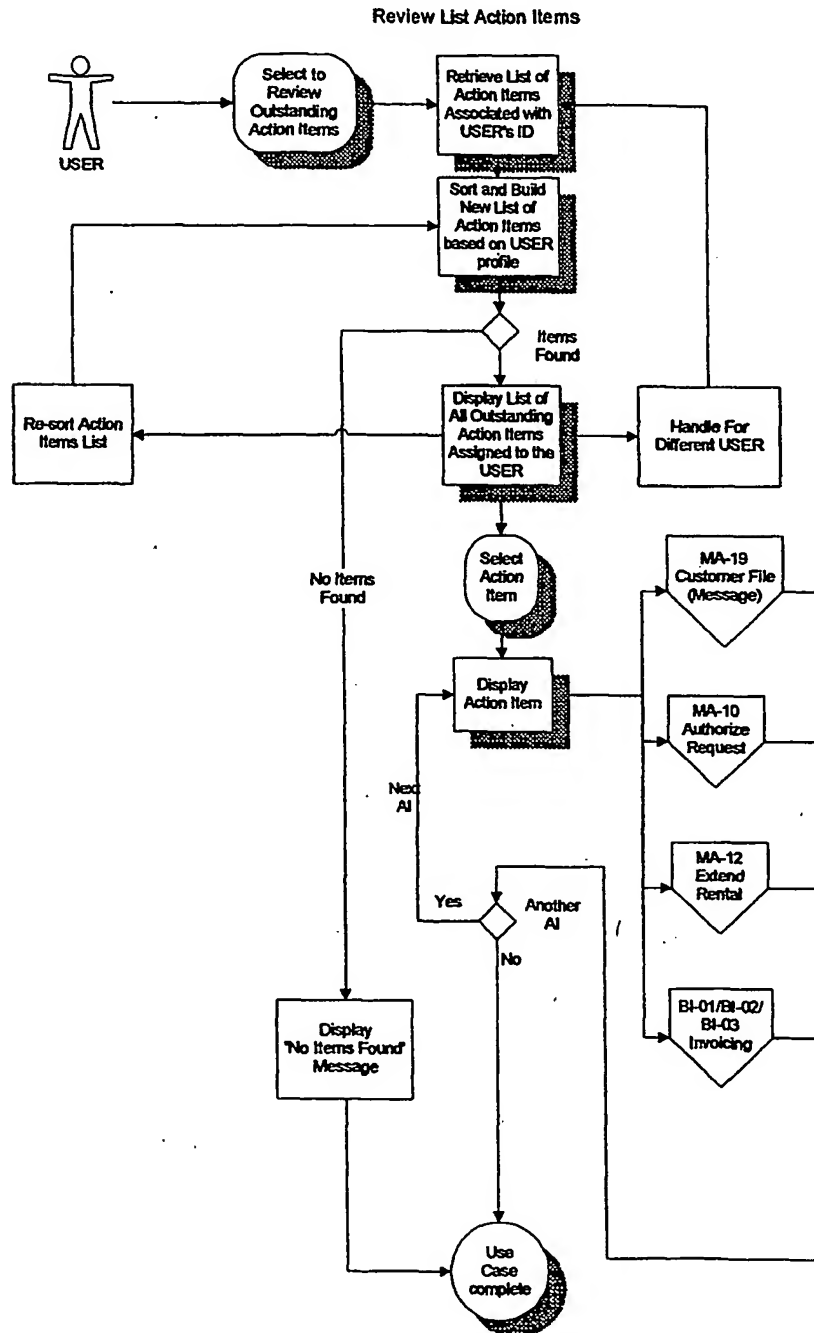 Review List Action Items
USER
Select to
Review
Outstanding
Action Items
Retrieve List of
Action Items
Associated with
USER's ID
Sort and Build
New List of
Action Items
based on USER
profile
Items
Found
Re-sort Action
Items List
Display List of
All Outstanding
Action Items
Assigned to the
USER
Handle For
Different USER
No Items
Found
Select
Action
Item
MA-19
Customer File
(Message)
Display
Action Item
MA-10
Authorize
Request
Next
AI
MA-12
Extend
Rental
Yes
Another
AI
No
BI-01/BI-02/
BI-03
Invoicing
Display
"No Items Found"
Message
Use
Case
complete